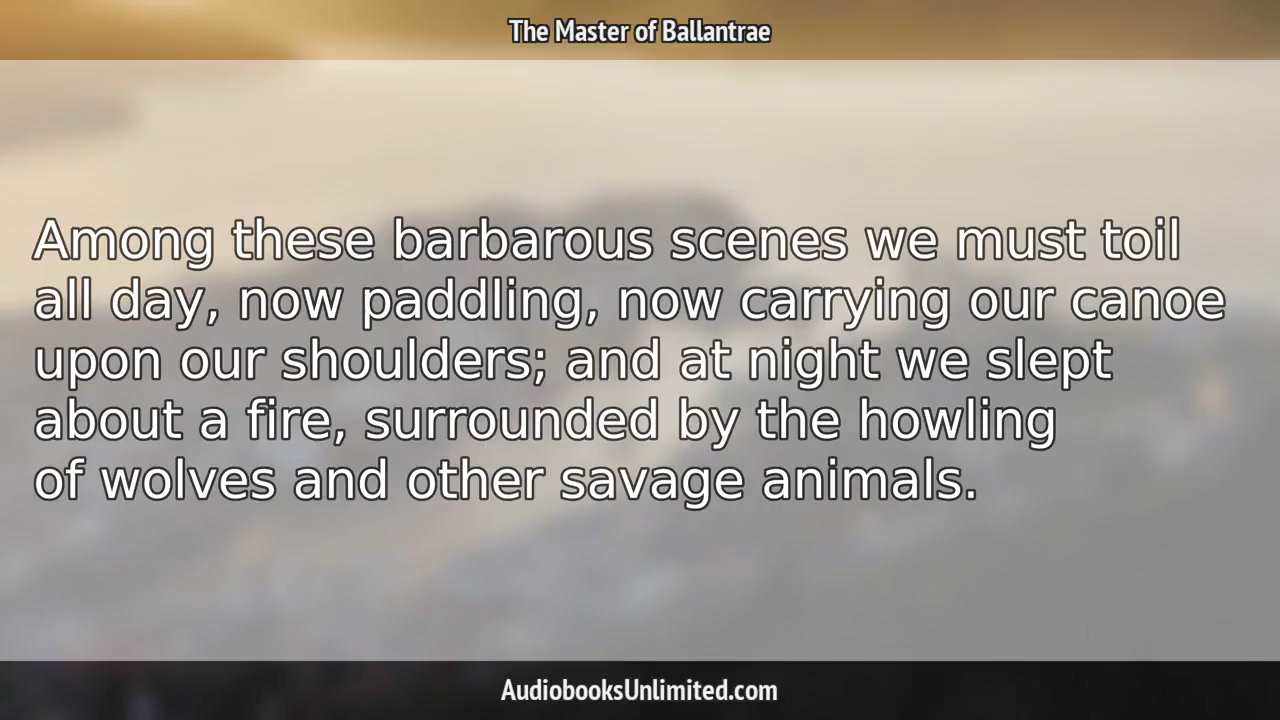 The Master of Ballantrae
Among these barbarous scenes we must toil
all day, now paddling, now carrying our canoe
upon our shoulders; and at night we slept
about a fire, surrounded by the howling
of wolves and other savage animals.
AudiobooksUnlimited.com